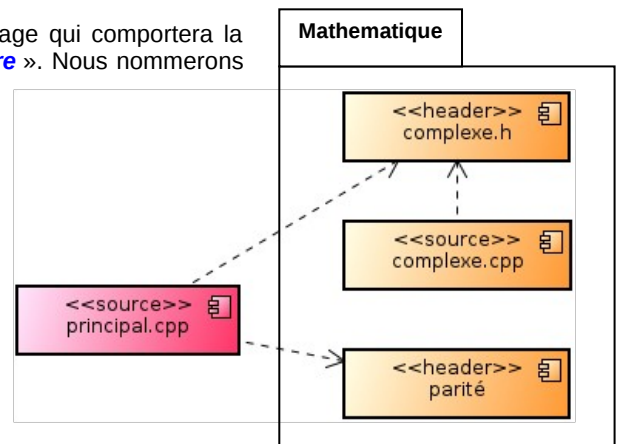 age qui comportera la
re ». Nous nommerons
Mathematique
<<header>>
complexe.h
<<source>>
complexe.cpp
<<source>>
principal.cpp
<<header>>
parité